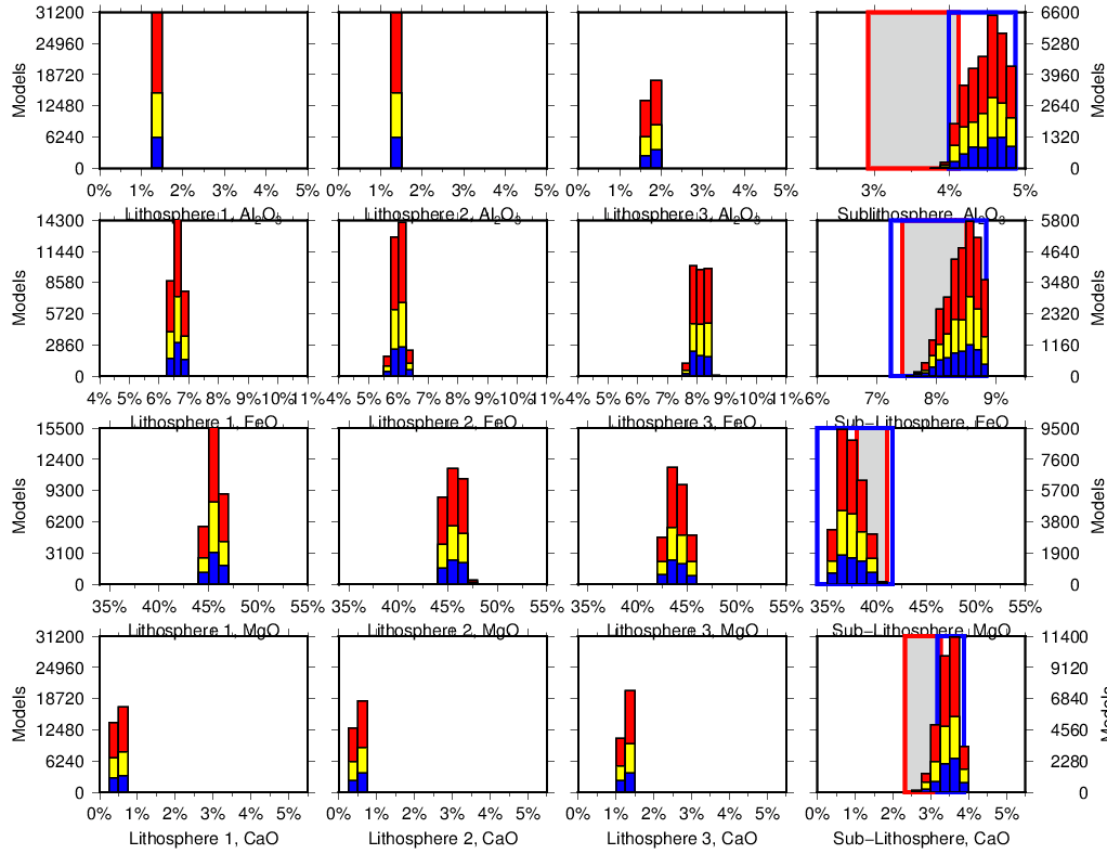 31200 24960 18720 12480 6240 0 Models
6600 5280 3960 2640 1320 0 Models
0% 1% 2% 3% 4% 5% 0% 1% 2% 3% 4% 5% 0% 1% 2% 3% 4% 5% 3% 4% 5%
Lithosphere 1, Al₂O₃ Lithosphere 2, Al₂O₃ Lithosphere 3, Al₂O₃ Sublithosphere, Al₂O₃
14300 11440 8580 5720 2860 0 Models
5800 4640 3480 2320 1160 0 Models
4% 5% 6% 7% 8% 9% 10% 11% 4% 5% 6% 7% 8% 9% 10% 11% 4% 5% 6% 7% 8% 9% 10% 11% 6% 7% 8% 9%
Lithosphere 1, FeO Lithosphere 2, FeO Lithosphere 3, FeO Sub-Lithosphere, FeO
15500 12400 9300 6200 3100 0 Models
9500 7600 5700 3800 1900 0 Models
35% 40% 45% 50% 55% 35% 40% 45% 50% 55% 35% 40% 45% 50% 55% 35% 40% 45% 50% 55%
Lithosphere 1, MgO Lithosphere 2, MgO Lithosphere 3, MgO Sub-Lithosphere, MgO
31200 24960 18720 12480 6240 0 Models
11400 9120 6840 4560 2280 0 Models
0% 1% 2% 3% 4% 5% 0% 1% 2% 3% 4% 5% 0% 1% 2% 3% 4% 5% 0% 1% 2% 3% 4% 5%
Lithosphere 1, CaO Lithosphere 2, CaO Lithosphere 3, CaO Sub-Lithosphere, CaO